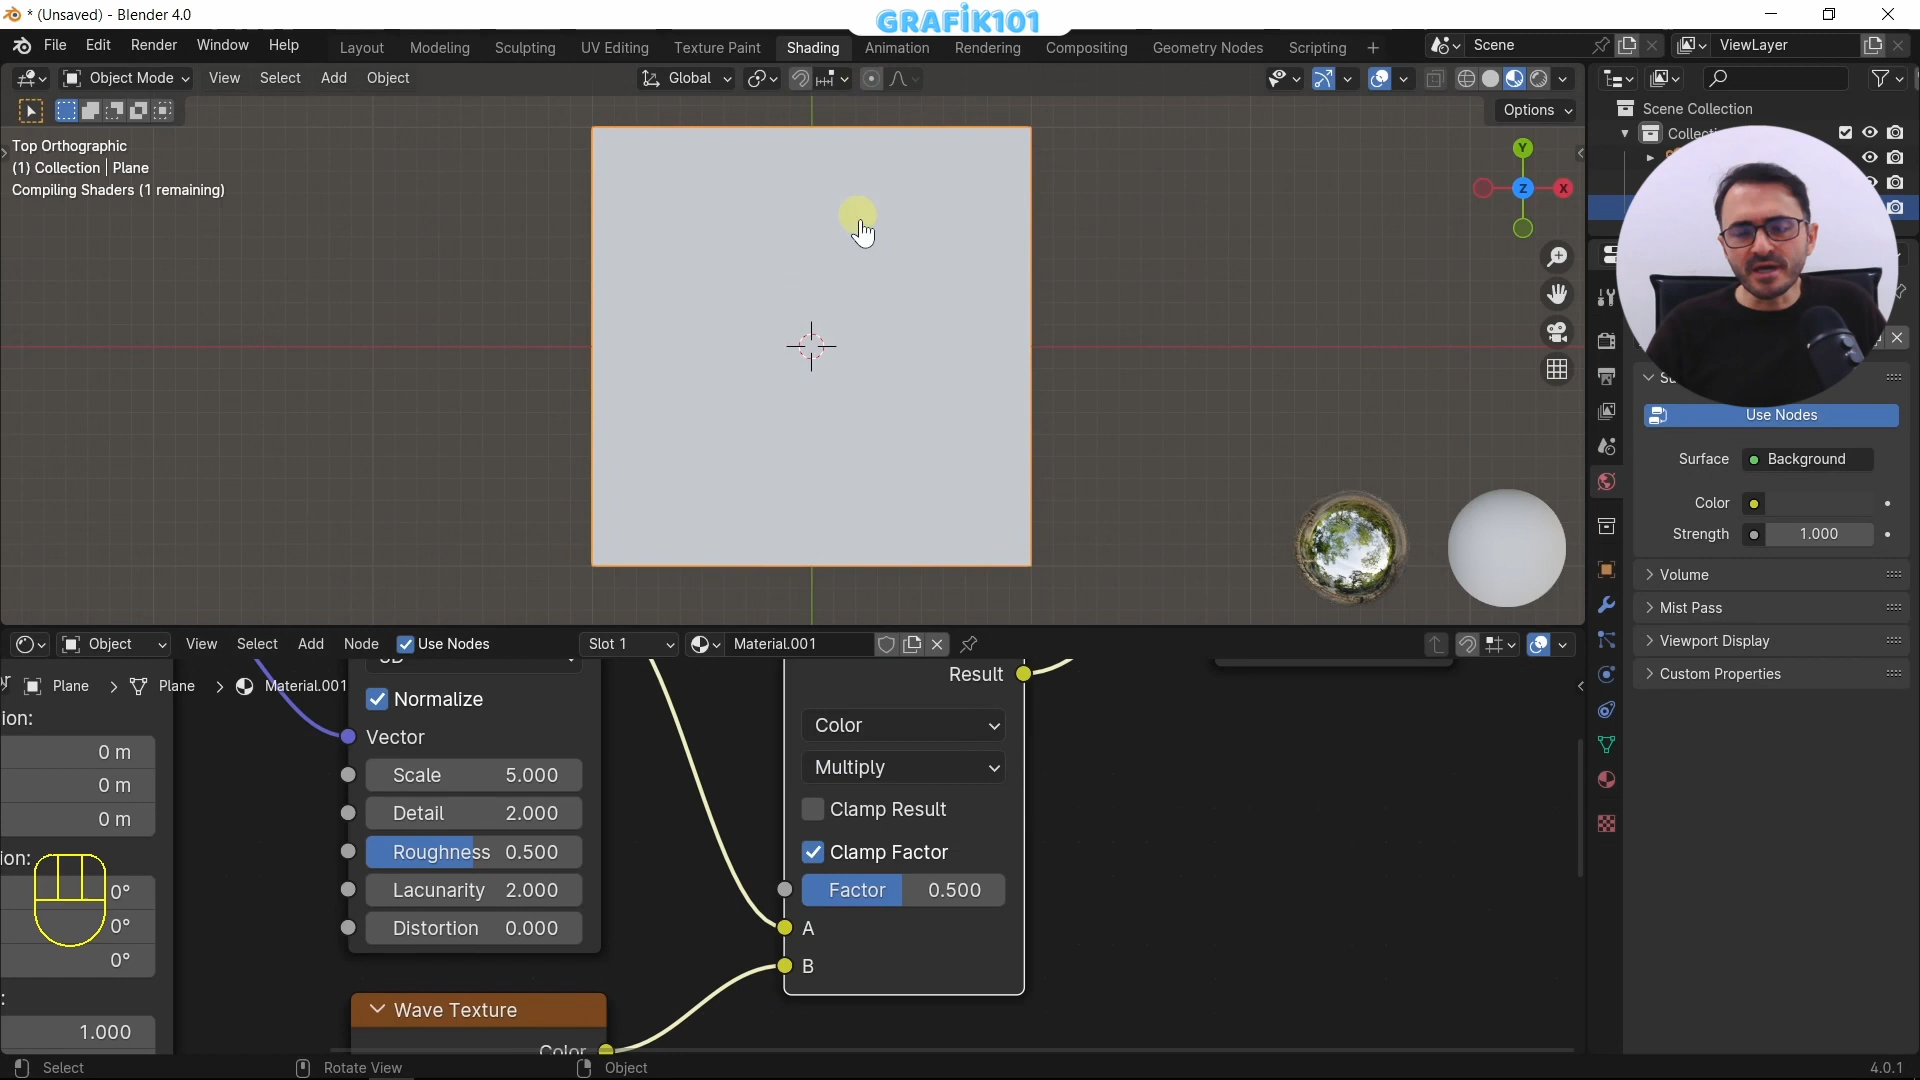 * (Unsaved) - Blender 4.0
GRAFİK101
File Edit Render Window Help
Layout Modeling Sculpting UV Editing Texture Paint Shading Animation Rendering Compositing Geometry Nodes Scripting +
Scene
ViewLayer
Object Mode View Select Add Object
Global
Options
Top Orthographic
(1) Collection | Plane
Compiling Shaders (1 remaining)
Y
Z
X
Scene Collection
Use Nodes
Surface Background
Color
Strength 1.000
Volume
Mist Pass
Viewport Display
Custom Properties
Object View Select Add Node Use Nodes Slot 1 Material.001
Plane > Plane > Material.001
ion:
0 m
0 m
0 m
ion:
0°
0°
0°
:
1.000
Normalize
Vector
Scale 5.000
Detail 2.000
Roughness 0.500
Lacunarity 2.000
Distortion 0.000
Wave Texture
Color
Result
Color
Multiply
Clamp Result
Clamp Factor
Factor 0.500
A
B
Select
Rotate View
Object
4.0.1